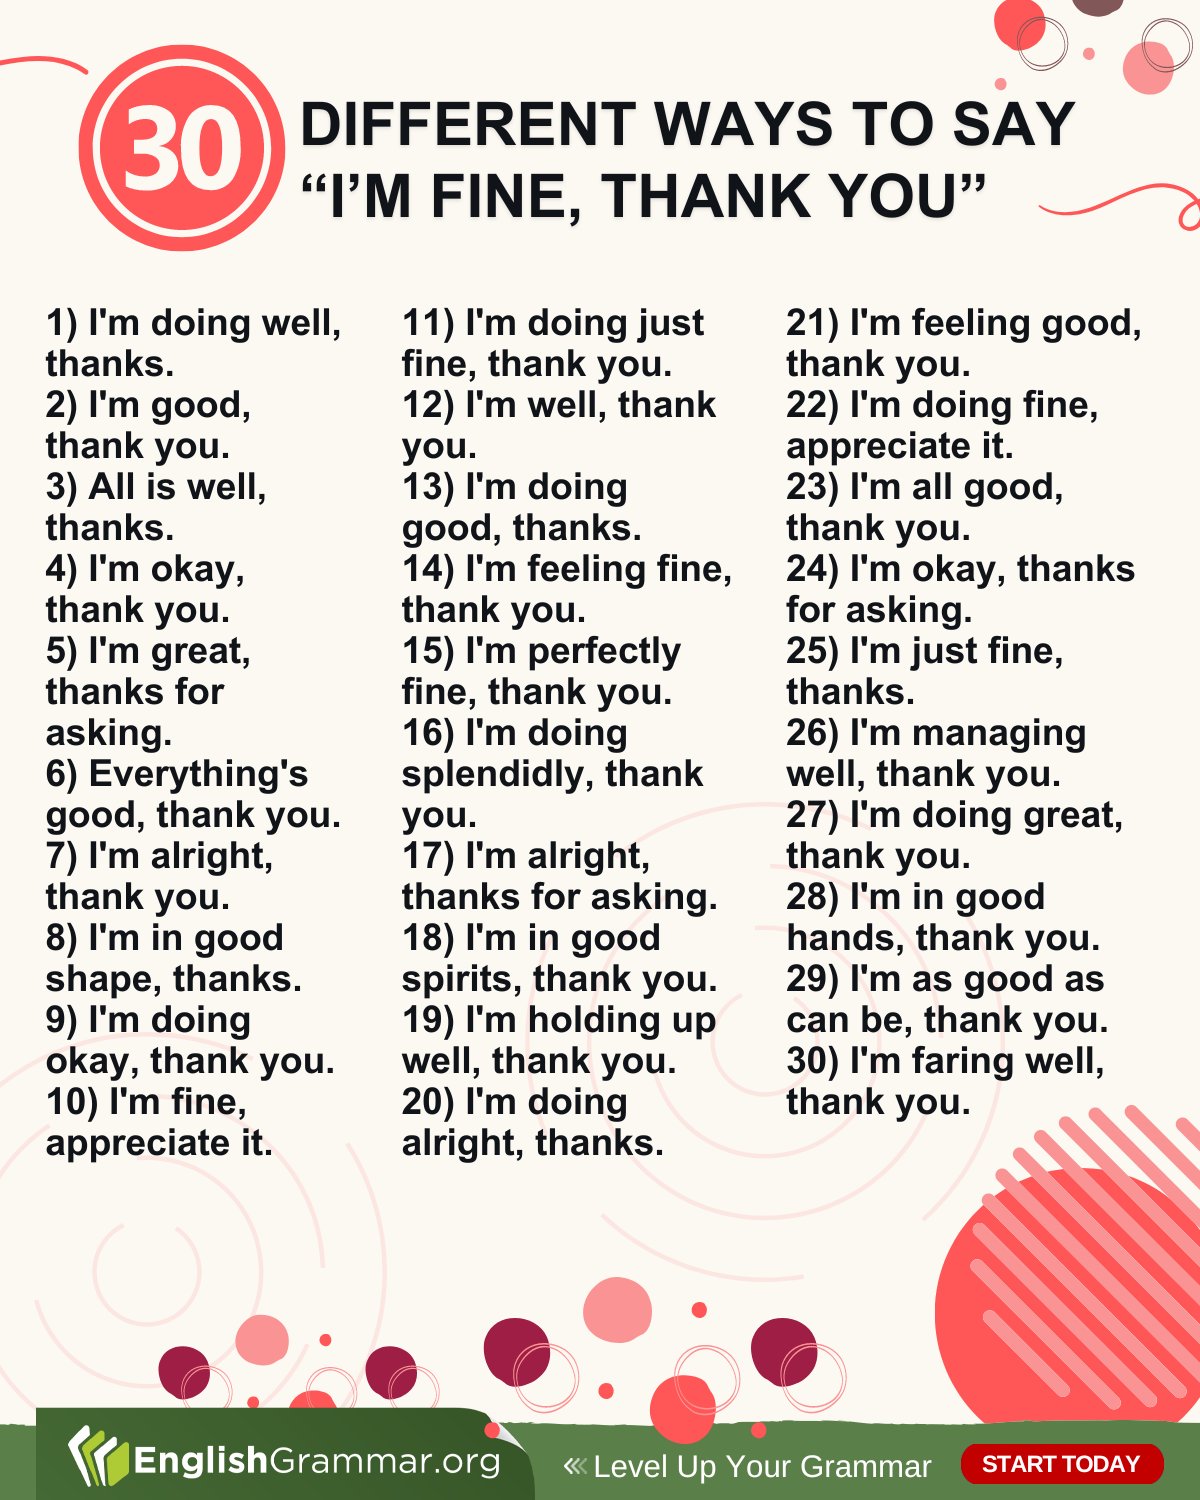 30
DIFFERENT WAYS TO SAY
“I’M FINE, THANK YOU”
1) I'm doing well,
thanks.
2) I'm good,
thank you.
3) All is well,
thanks.
4) I'm okay,
thank you.
5) I'm great,
thanks for
asking.
6) Everything's
good, thank you.
7) I'm alright,
thank you.
8) I'm in good
shape, thanks.
9) I'm doing
okay, thank you.
10) I'm fine,
appreciate it.
11) I'm doing just
fine, thank you.
12) I'm well, thank
you.
13) I'm doing
good, thanks.
14) I'm feeling fine,
thank you.
15) I'm perfectly
fine, thank you.
16) I'm doing
splendidly, thank
you.
17) I'm alright,
thanks for asking.
18) I'm in good
spirits, thank you.
19) I'm holding up
well, thank you.
20) I'm doing
alright, thanks.
21) I'm feeling good,
thank you.
22) I'm doing fine,
appreciate it.
23) I'm all good,
thank you.
24) I'm okay, thanks
for asking.
25) I'm just fine,
thanks.
26) I'm managing
well, thank you.
27) I'm doing great,
thank you.
28) I'm in good
hands, thank you.
29) I'm as good as
can be, thank you.
30) I'm faring well,
thank you.
EnglishGrammar.org
Level Up Your Grammar
START TODAY